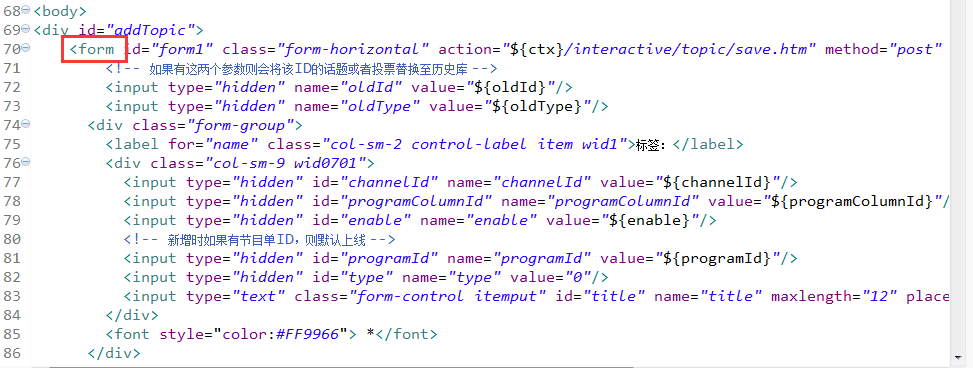 68 <body>
69 <div id="addTopic">
70 <form id="form1" class="form-horizontal" action="${ctx}/interactive/topic/save.htm" method="post"
71 <!-- 如果有这两个参数则会将该ID的话题或者投票替换至历史库 -->
72 <input type="hidden" name="oldId" value="${oldId}"/>
73 <input type="hidden" name="oldType" value="${oldType}"/>
74 <div class="form-group">
75 <label for="name" class="col-sm-2 control-label item wid1">标签：</label>
76 <div class="col-sm-9 wid0701">
77 <input type="hidden" id="channelId" name="channelId" value="${channelId}"/>
78 <input type="hidden" id="programColumnId" name="programColumnId" value="${programColumnId}"/
79 <input type="hidden" id="enable" name="enable" value="${enable}"/>
80 <!-- 新增时如果有节目单ID，则默认上线 -->
81 <input type="hidden" id="programId" name="programId" value="${programId}"/>
82 <input type="hidden" id="type" name="type" value="0"/>
83 <input type="text" class="form-control itemput" id="title" name="title" maxlength="12" place
84 </div>
85 <font style="color:#FF9966"> *</font>
86 </div>